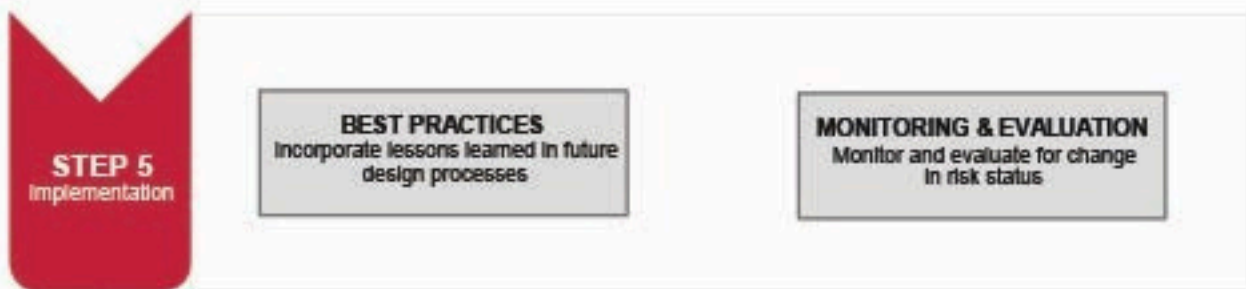 STEP 5
Implementation
BEST PRACTICES
Incorporate lessons learned in future
design processes
MONITORING & EVALUATION
Monitor and evaluate for change
in risk status